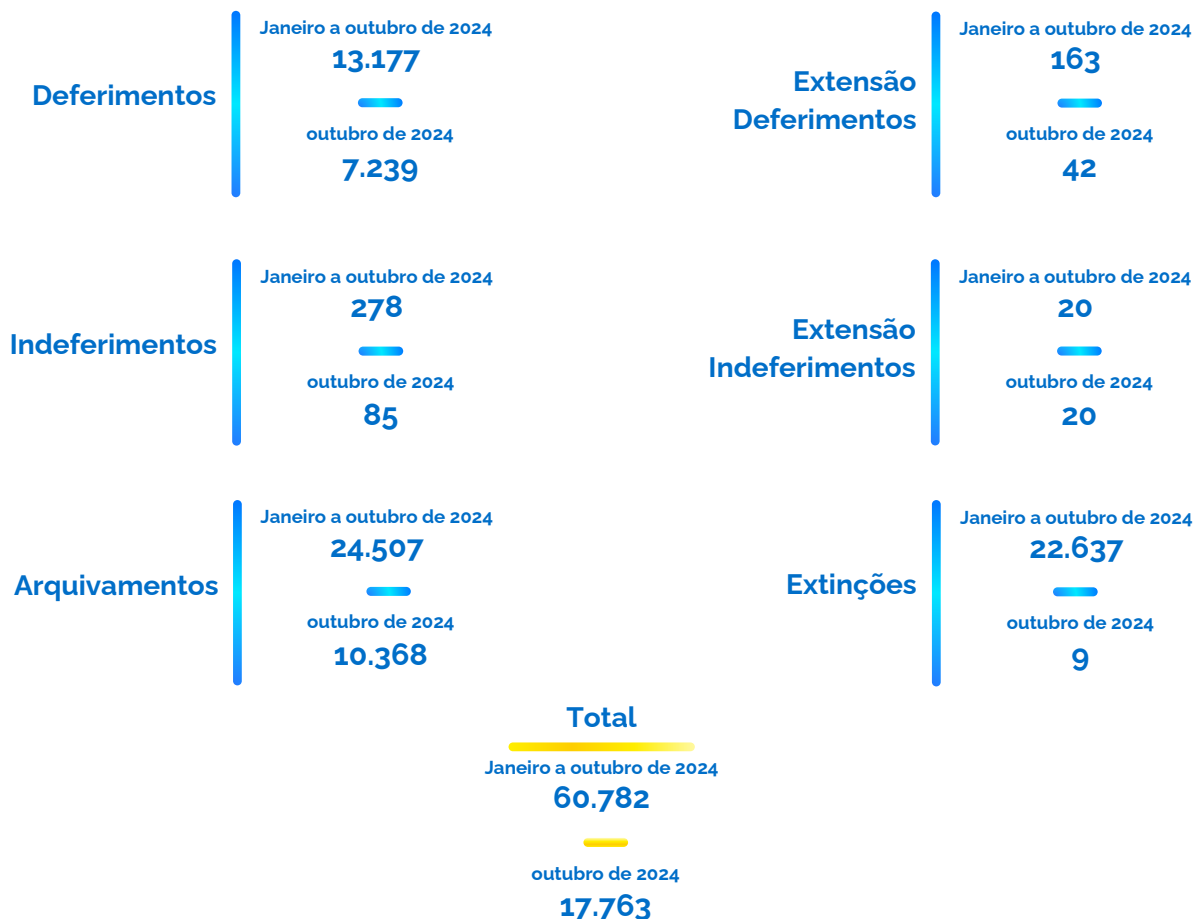 Deferimentos
Janeiro a outubro de 2024
13.177
outubro de 2024
7.239
Extensão
Deferimentos
Janeiro a outubro de 2024
163
outubro de 2024
42
Indeferimentos
Janeiro a outubro de 2024
278
outubro de 2024
85
Extensão
Indeferimentos
Janeiro a outubro de 2024
20
outubro de 2024
20
Arquivamentos
Janeiro a outubro de 2024
24.507
outubro de 2024
10.368
Extinções
Janeiro a outubro de 2024
22.637
outubro de 2024
9
Total
Janeiro a outubro de 2024
60.782
outubro de 2024
17.763